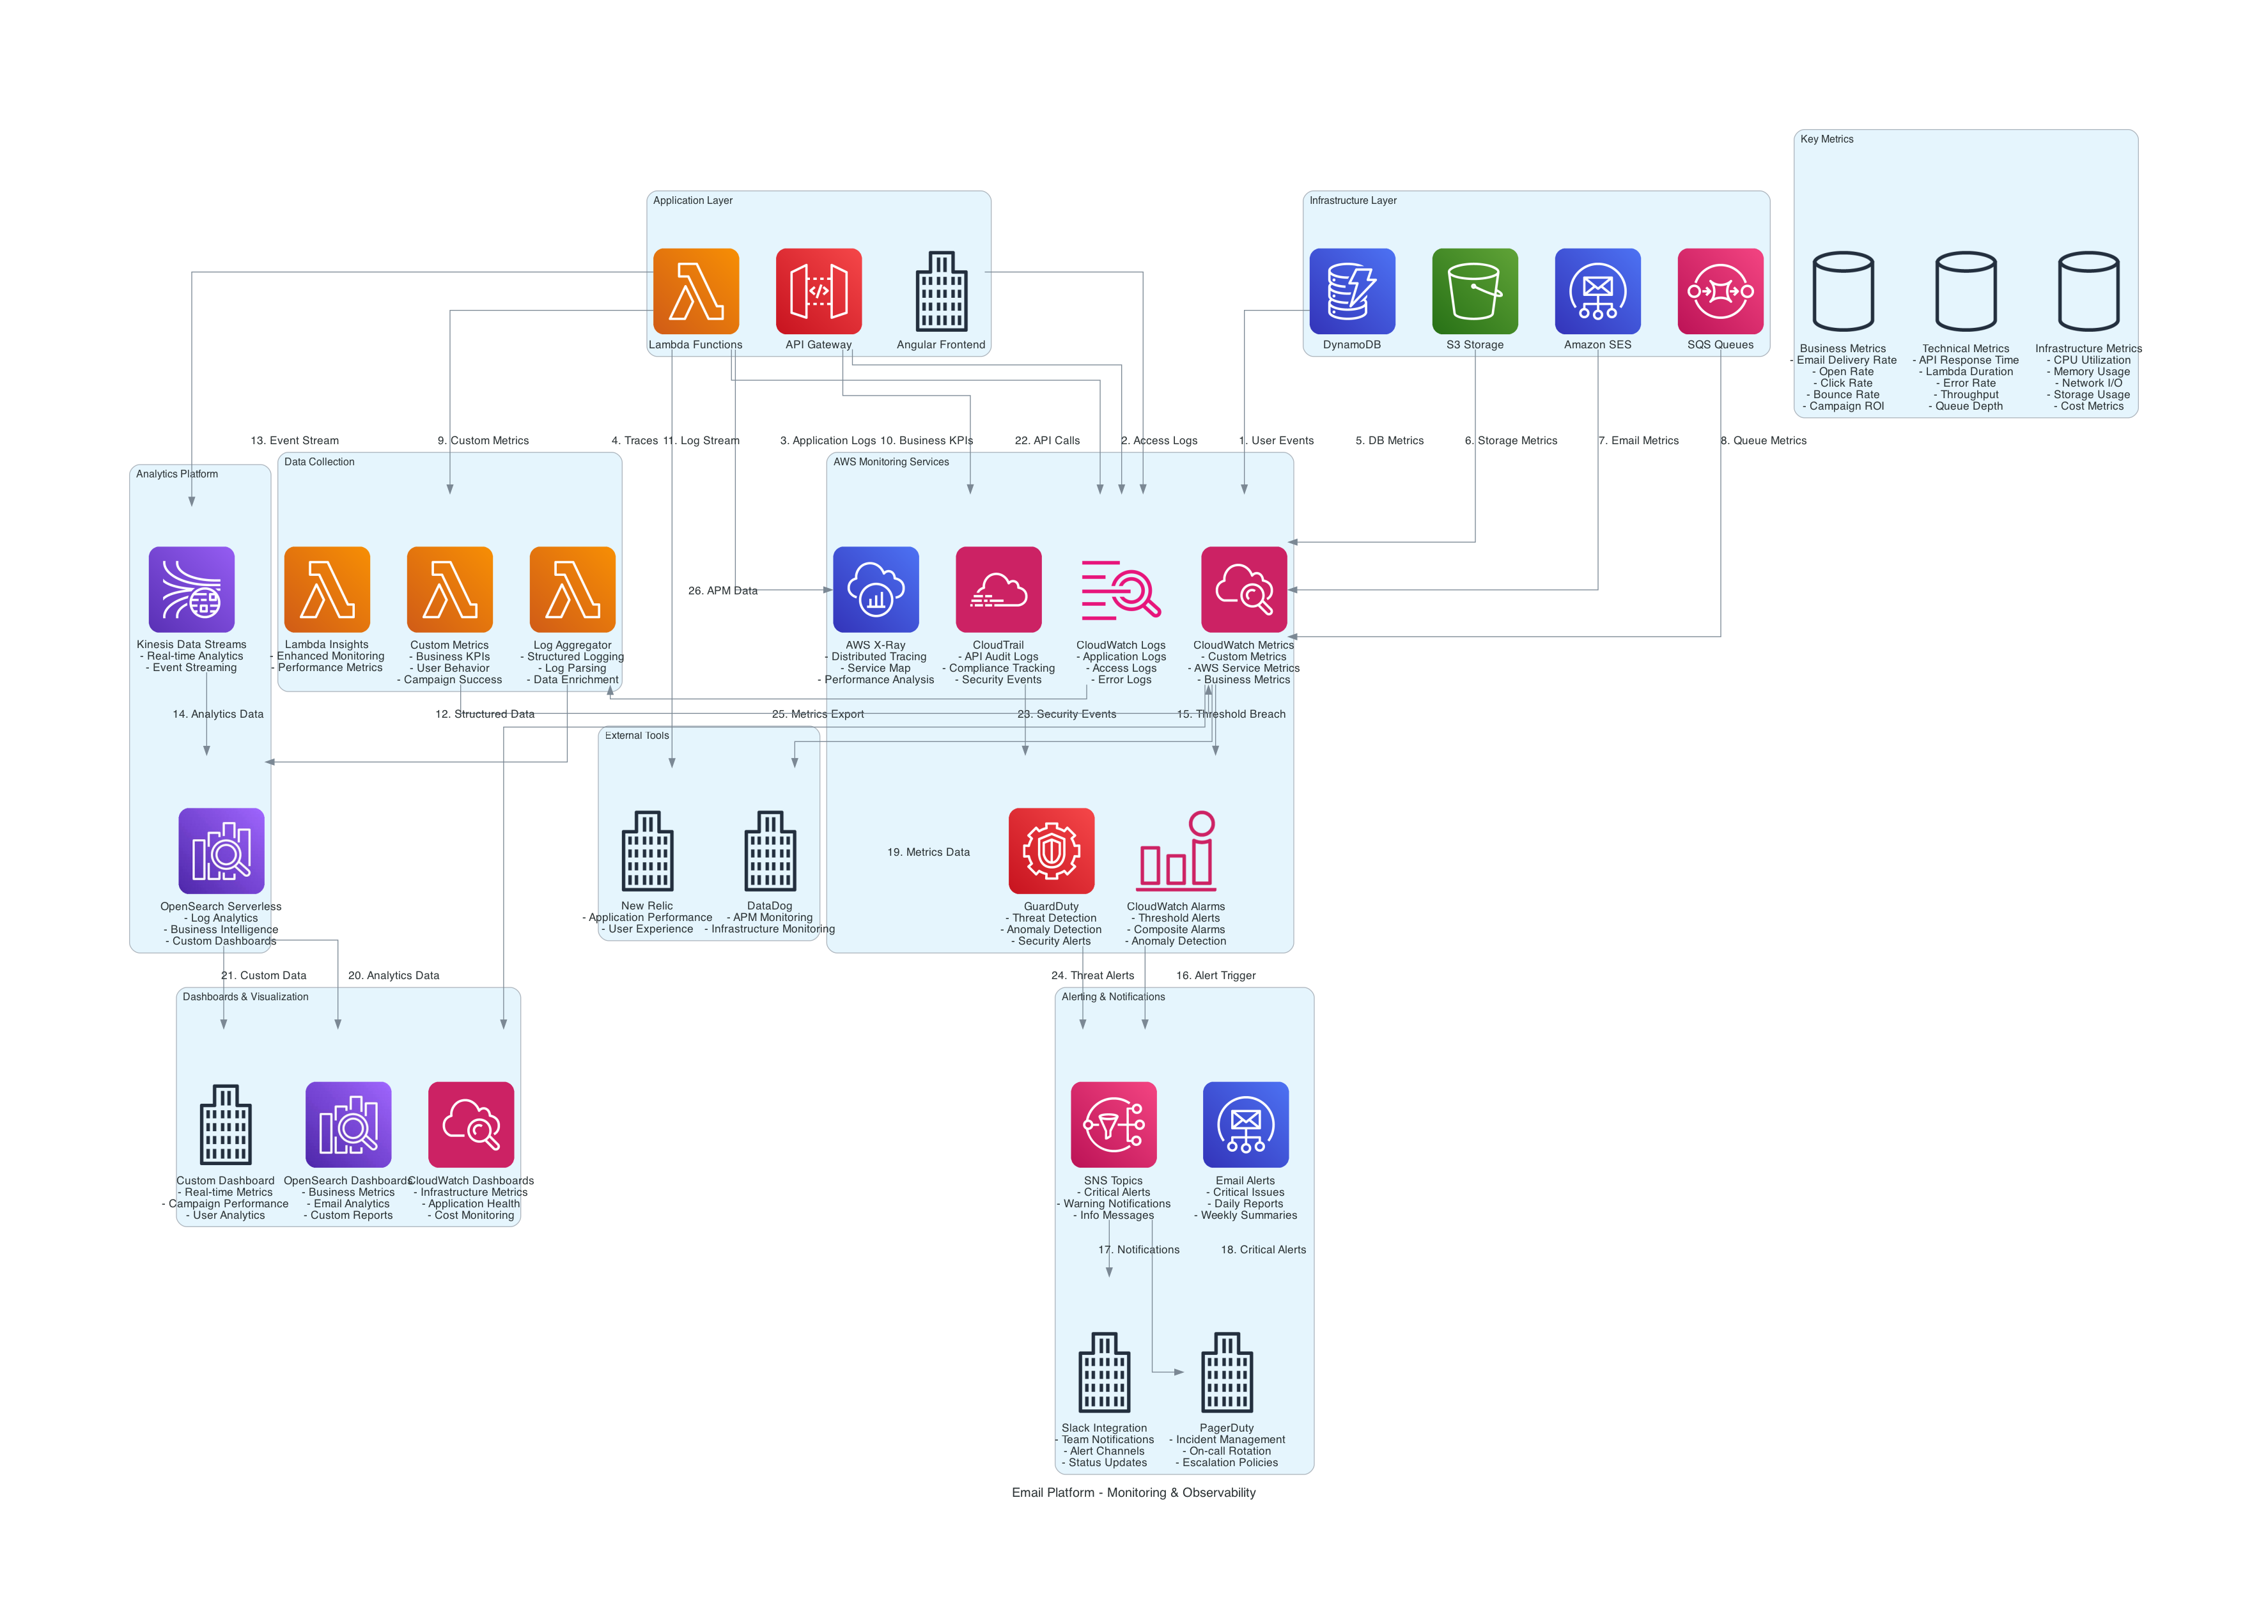 Key Metrics
Business Metrics
- Email Delivery Rate
- Open Rate
- Click Rate
- Bounce Rate
- Campaign ROI
Technical Metrics
- API Response Time
- Lambda Duration
- Error Rate
- Throughput
- Queue Depth
Infrastructure Metrics
- CPU Utilization
- Memory Usage
- Network I/O
- Storage Usage
- Cost Metrics
Application Layer
Lambda Functions
API Gateway
Angular Frontend
Infrastructure Layer
DynamoDB
S3 Storage
Amazon SES
SQS Queues
13. Event Stream
9. Custom Metrics
4. Traces
11. Log Stream
3. Application Logs
10. Business KPIs
22. API Calls
2. Access Logs
1. User Events
5. DB Metrics
6. Storage Metrics
7. Email Metrics
8. Queue Metrics
Analytics Platform
Kinesis Data Streams
- Real-time Analytics
- Event Streaming
Data Collection
Lambda Insights
- Enhanced Monitoring
- Performance Metrics
Custom Metrics
- Business KPIs
- User Behavior
- Campaign Success
Log Aggregator
- Structured Logging
- Log Parsing
- Data Enrichment
26. APM Data
AWS Monitoring Services
AWS X-Ray
- Distributed Tracing
- Service Map
- Performance Analysis
CloudTrail
- API Audit Logs
- Compliance Tracking
- Security Events
CloudWatch Logs
- Application Logs
- Access Logs
- Error Logs
CloudWatch Metrics
- Custom Metrics
- AWS Service Metrics
- Business Metrics
14. Analytics Data
12. Structured Data
25. Metrics Export
23. Security Events
15. Threshold Breach
OpenSearch Serverless
- Log Analytics
- Business Intelligence
- Custom Dashboards
External Tools
New Relic
- Application Performance
- User Experience
DataDog
- APM Monitoring
- Infrastructure Monitoring
19. Metrics Data
GuardDuty
- Threat Detection
- Anomaly Detection
- Security Alerts
CloudWatch Alarms
- Threshold Alerts
- Composite Alarms
- Anomaly Detection
21. Custom Data
20. Analytics Data
24. Threat Alerts
16. Alert Trigger
Dashboards & Visualization
Custom Dashboard
- Real-time Metrics
- Campaign Performance
- User Analytics
OpenSearch Dashboards
- Business Metrics
- Email Analytics
- Custom Reports
CloudWatch Dashboards
- Infrastructure Metrics
- Application Health
- Cost Monitoring
Alerting & Notifications
SNS Topics
- Critical Alerts
- Warning Notifications
- Info Messages
Email Alerts
- Critical Issues
- Daily Reports
- Weekly Summaries
17. Notifications
18. Critical Alerts
Slack Integration
- Team Notifications
- Alert Channels
- Status Updates
PagerDuty
- Incident Management
- On-call Rotation
- Escalation Policies
Email Platform - Monitoring & Observability